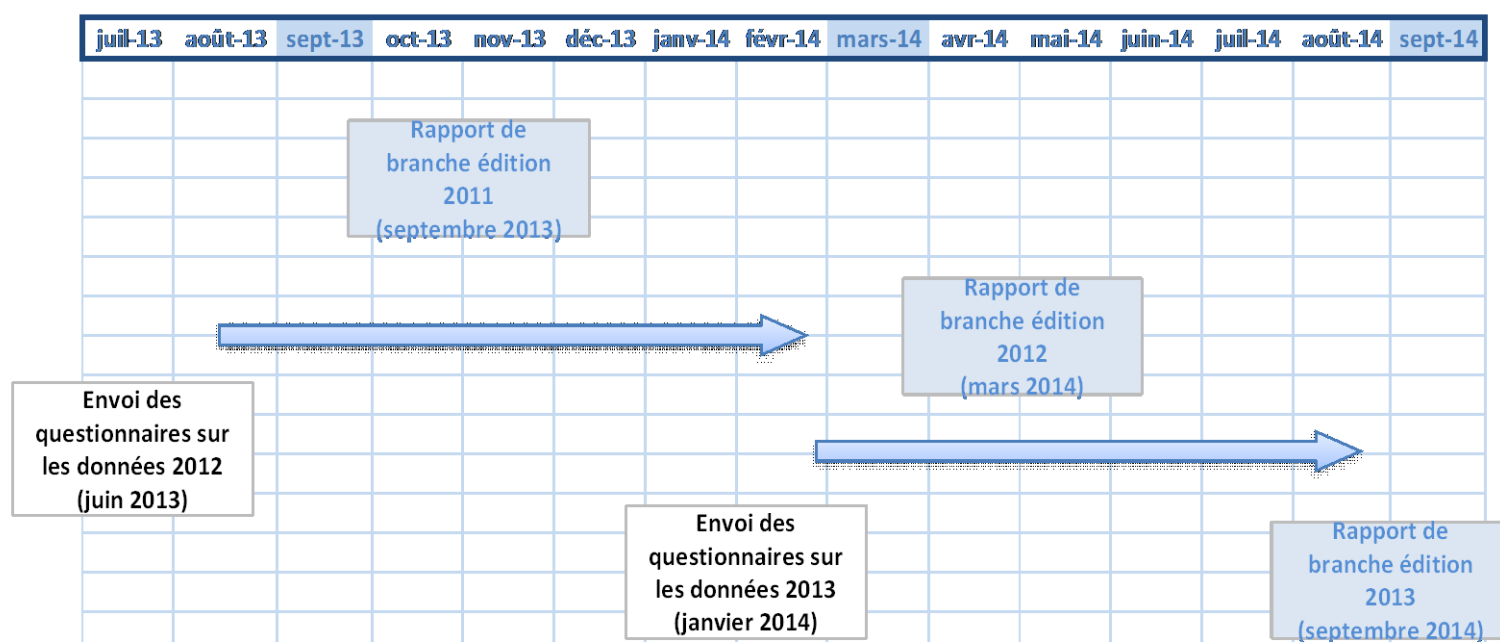 juil-13 août-13 sept-13 oct-13 nov-13 déc-13 janv-14 févr-14 mars-14 avr-14 mai-14 juin-14 juil-14 août-14 sept-14
Rapport de
branche édition
2011
(septembre 2013)
Rapport de
branche édition
2012
(mars 2014)
Envoi des
questionnaires sur
les données 2012
(juin 2013)
Envoi des
questionnaires sur
les données 2013
(janvier 2014)
Rapport de
branche édition
2013
(septembre 2014)